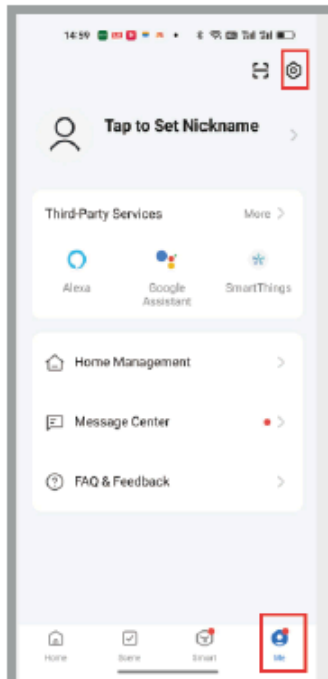 14:59
Tap to Set Nickname
Third-Party Services
More
Alexa
Google
Assistant
SmartThings
Home Management
Message Center
FAQ & Feedback
Home
Scene
Smart
Me